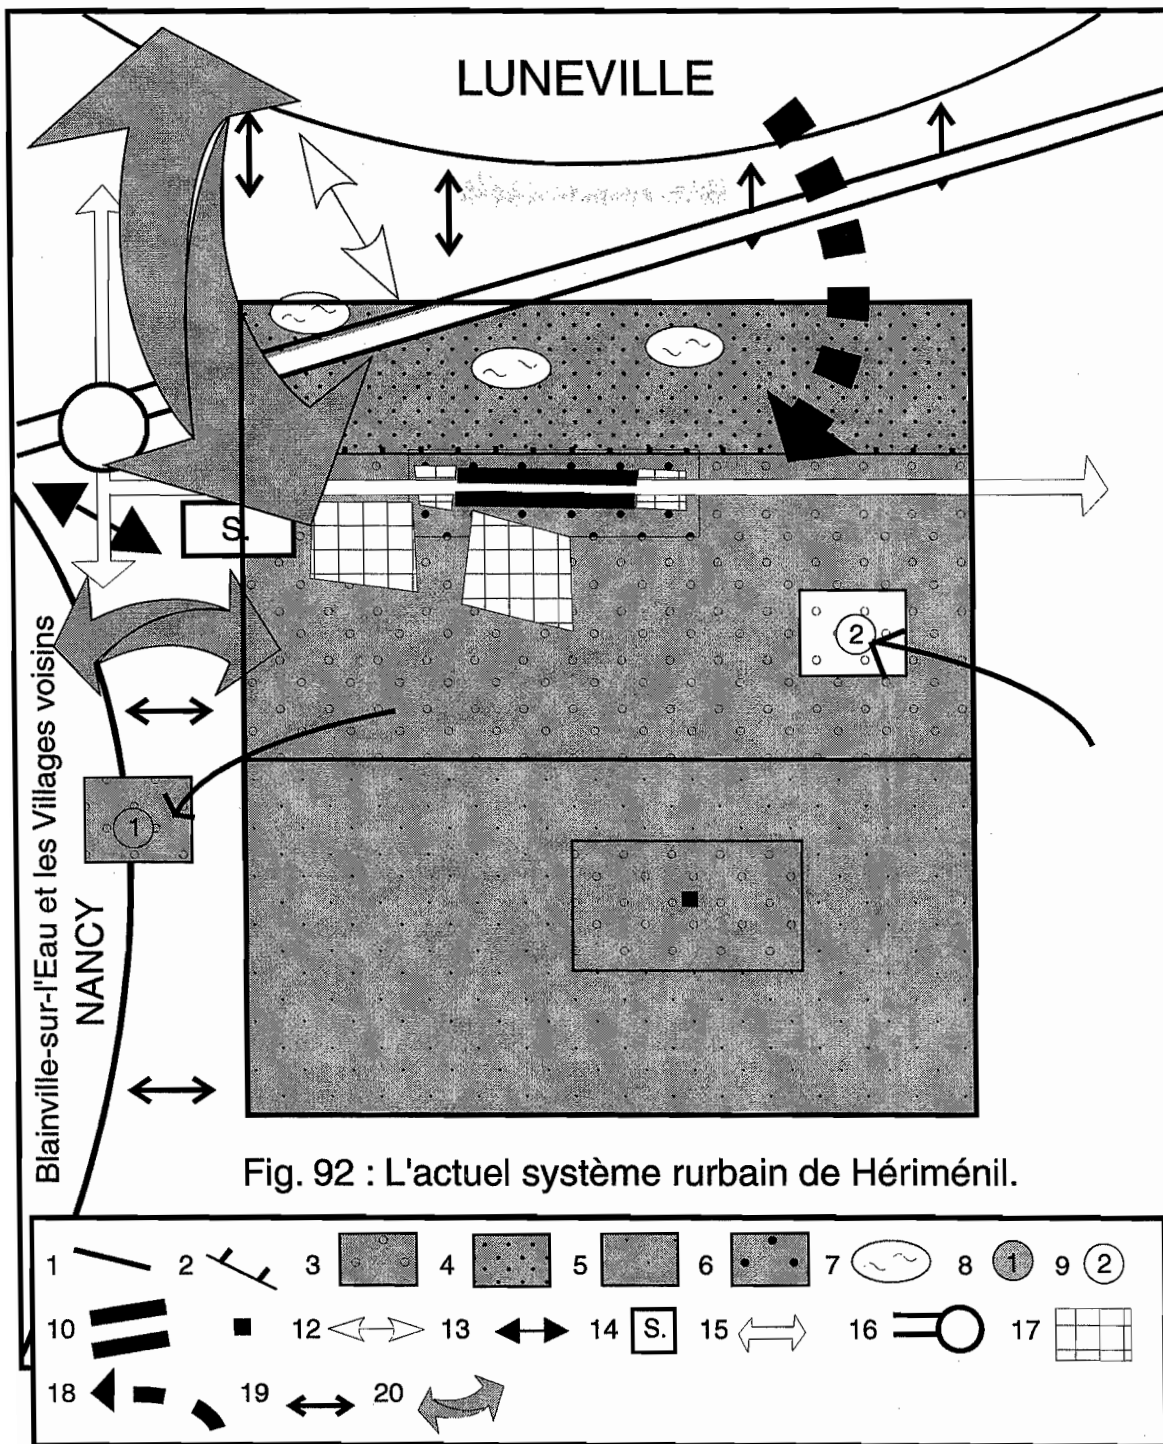 LUNEVILLE
S.
2
1
Blainville-sur-l'Eau et les Villages voisins
NANCY
Fig. 92 : L'actuel système rurbain de Hériménil.
1 2 3 4 5 6 7 8 1 9 2
10 12 13 14 S. 15 16 17
18 19 20